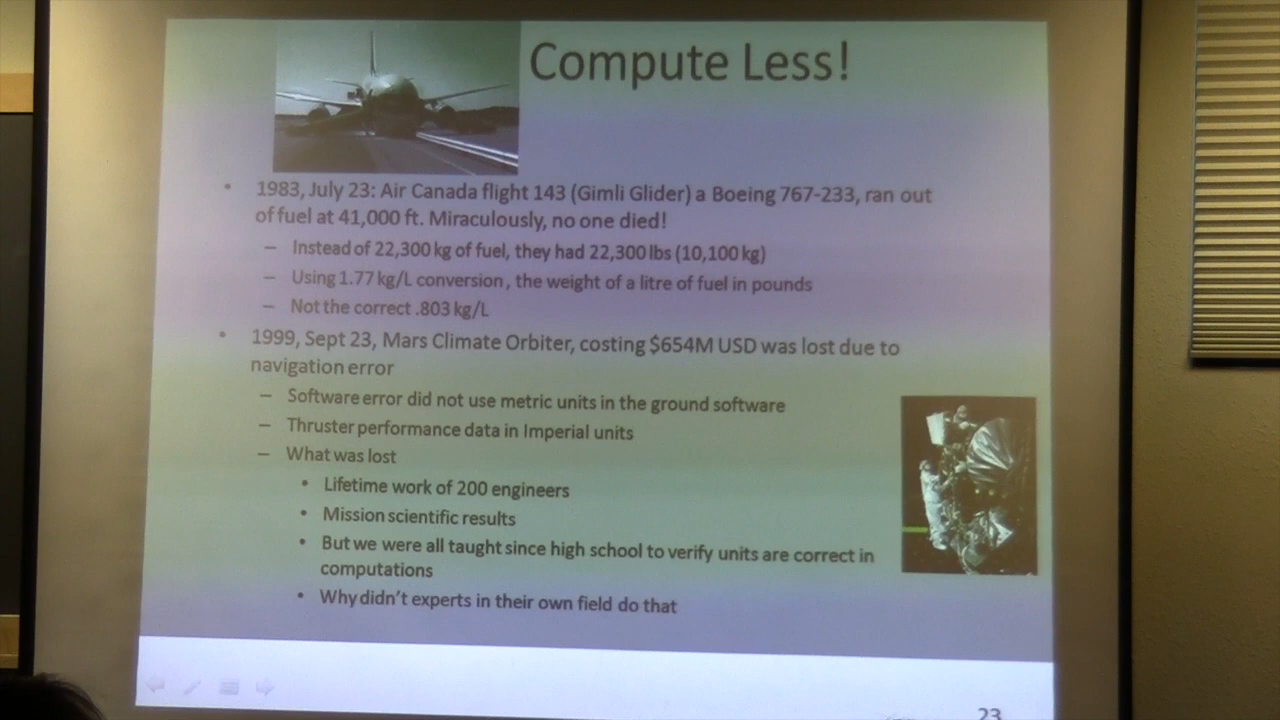 Compute Less!
• 1983, July 23: Air Canada flight 143 (Gimli Glider) a Boeing 767-233, ran out
of fuel at 41,000 ft. Miraculously, no one died!
– Instead of 22,300 kg of fuel, they had 22,300 lbs (10,100 kg)
– Using 1.77 kg/L conversion, the weight of a litre of fuel in pounds
– Not the correct .803 kg/L
• 1999, Sept 23, Mars Climate Orbiter, costing $654M USD was lost due to
navigation error
– Software error did not use metric units in the ground software
– Thruster performance data in Imperial units
– What was lost
• Lifetime work of 200 engineers
• Mission scientific results
• But we were all taught since high school to verify units are correct in
computations
• Why didn't experts in their own field do that
23